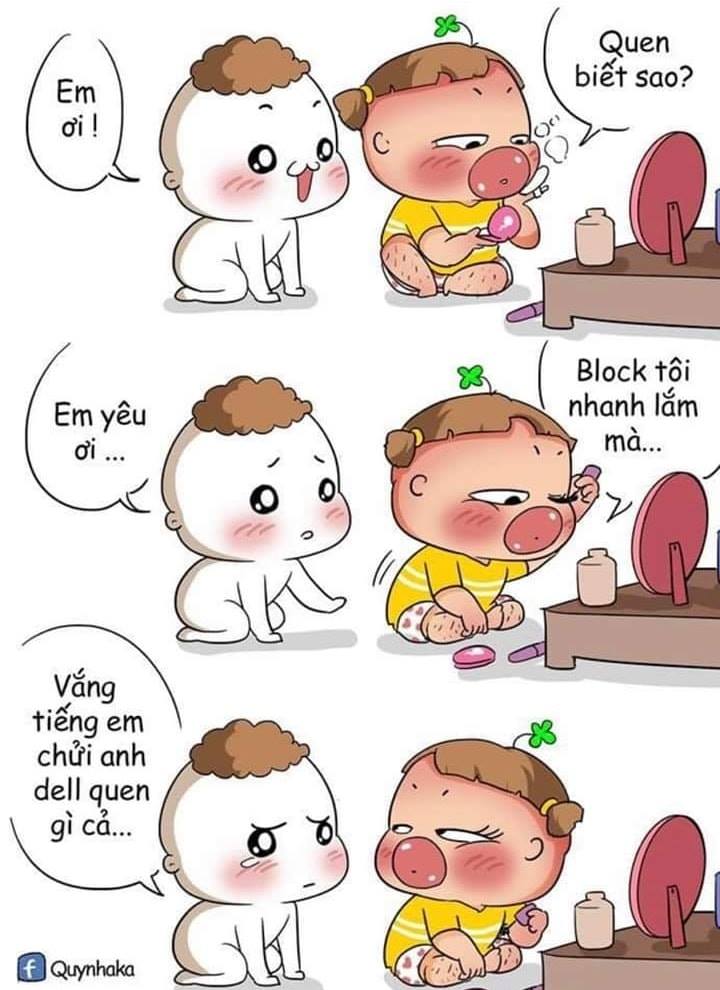 Em
ơi !
Quen
biết sao?
Em yêu
ơi ...
Block tôi
nhanh lắm
mà...
Vắng
tiếng em
chửi anh
dell quen
gì cả...
f Quynhaka